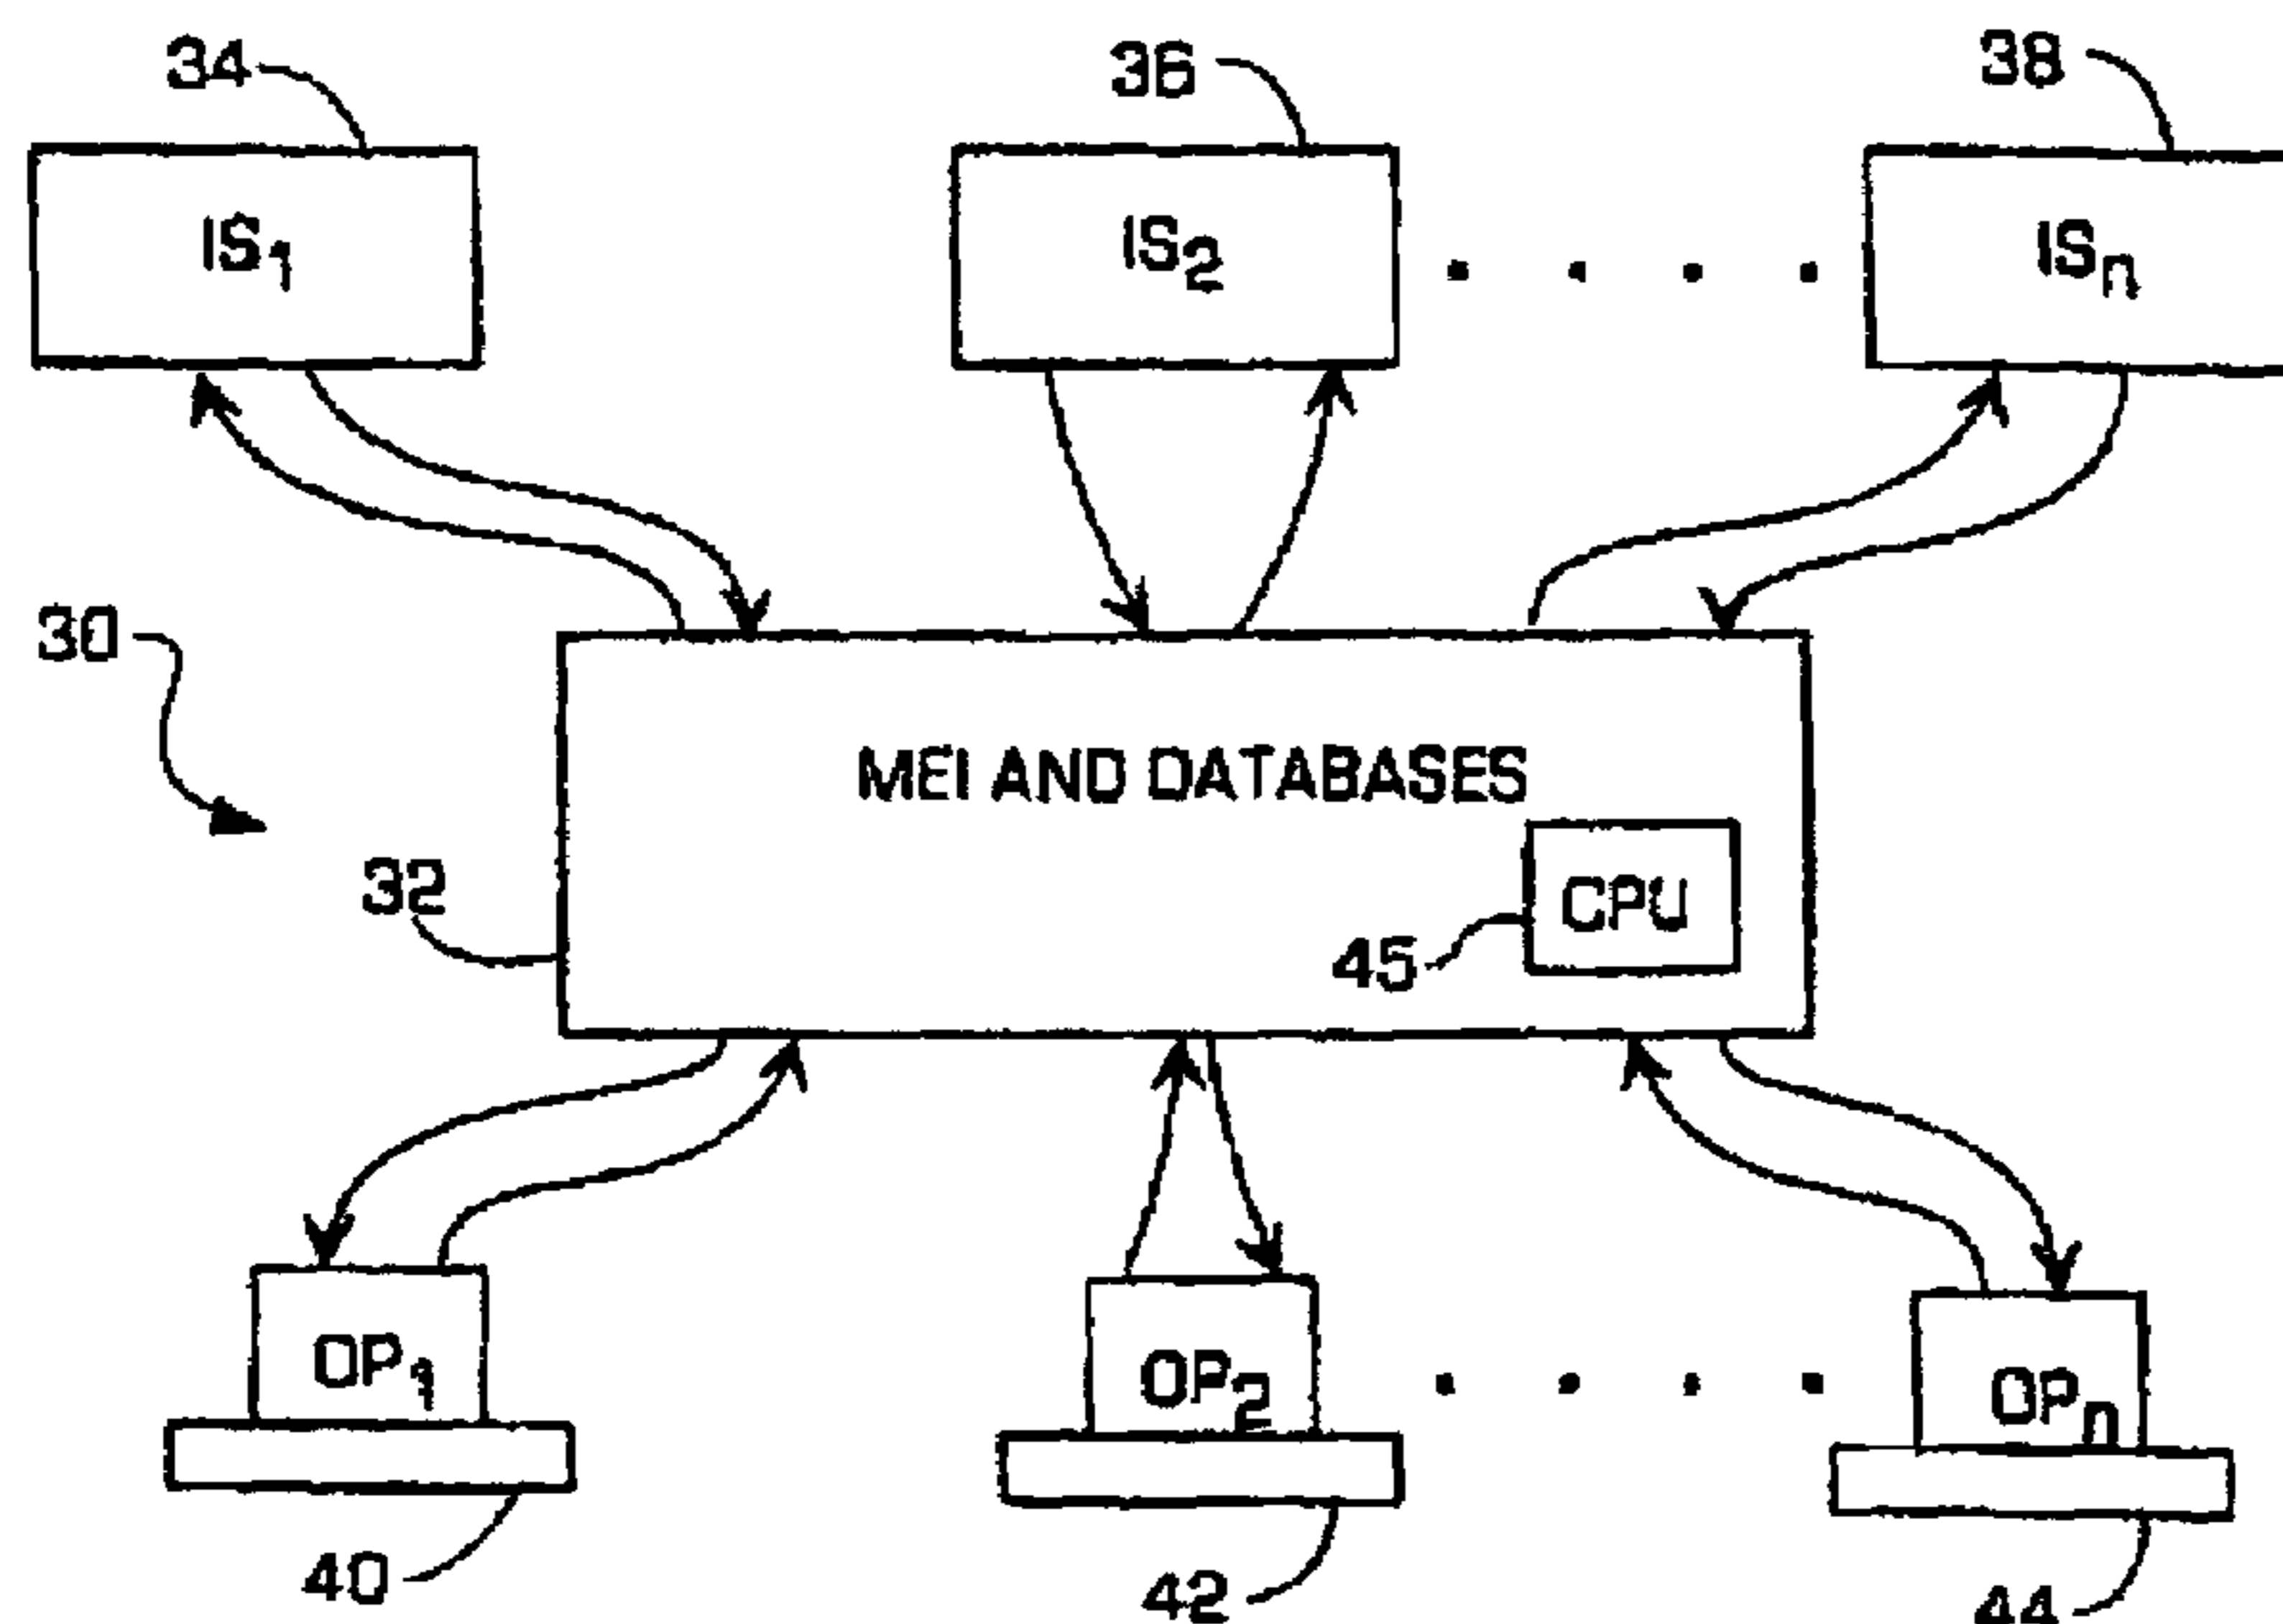 34
36
38
IS1
IS2
ISn
30
MEI AND DATABASES
CPU
32
45
OP1
OP2
OPn
40
42
44